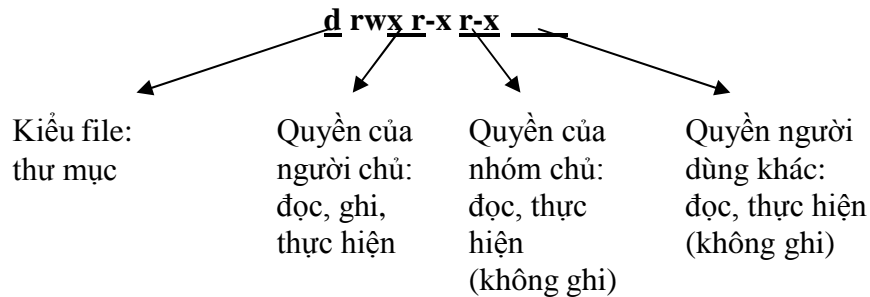 d rwx r-x r-x
Kiểu file:
thư mục
Quyền của
người chủ:
đọc, ghi,
thực hiện
Quyền của
nhóm chủ:
đọc, thực
hiện
(không ghi)
Quyền người
dùng khác:
đọc, thực hiện
(không ghi)